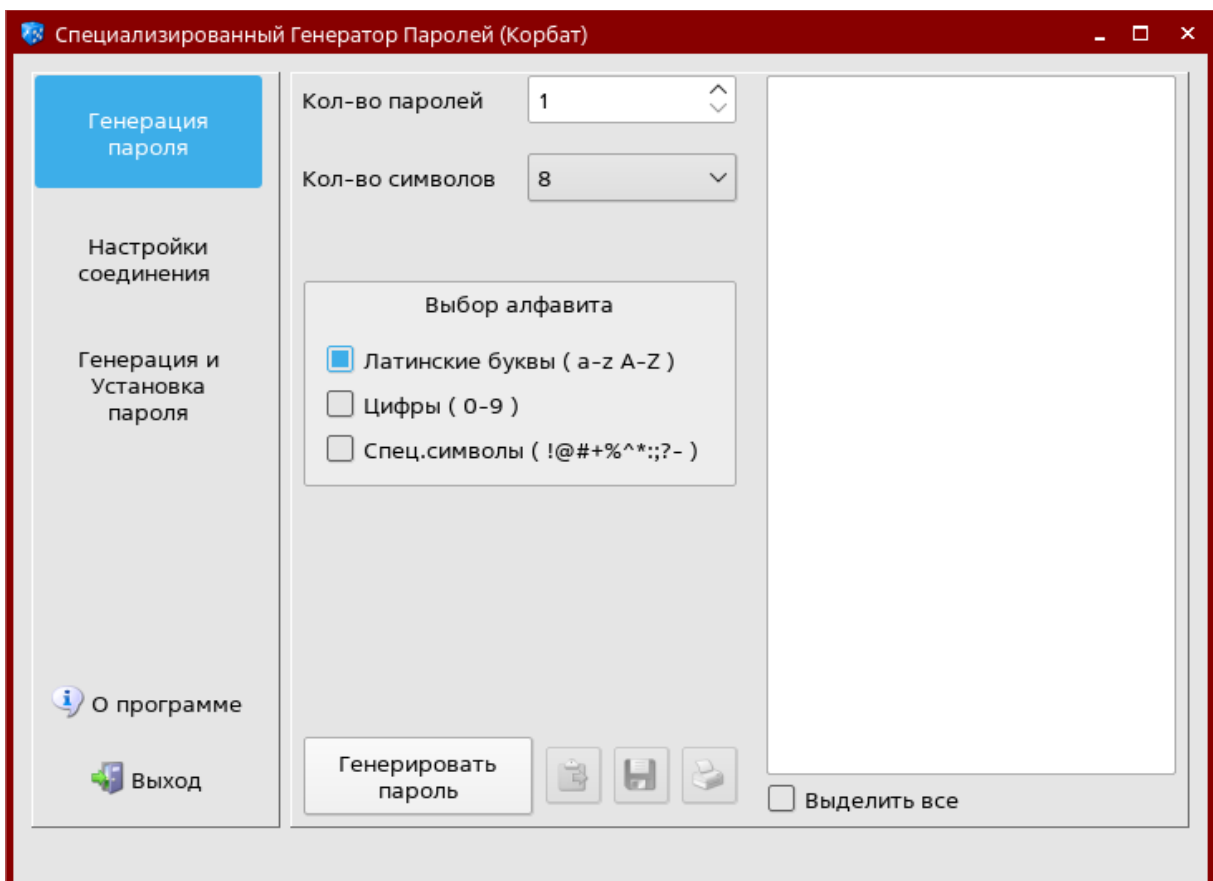 Специализированный Генератор Паролей (Корбат)
Генерация
пароля
Настройки
соединения
Генерация и
Установка
пароля
О программе
Выход
Кол-во паролей
1
Кол-во символов
8
Выбор алфавита
Латинские буквы ( a-z A-Z )
Цифры ( 0-9 )
Спец.символы ( !@#+%^*:;?- )
Генерировать
пароль
Выделить все